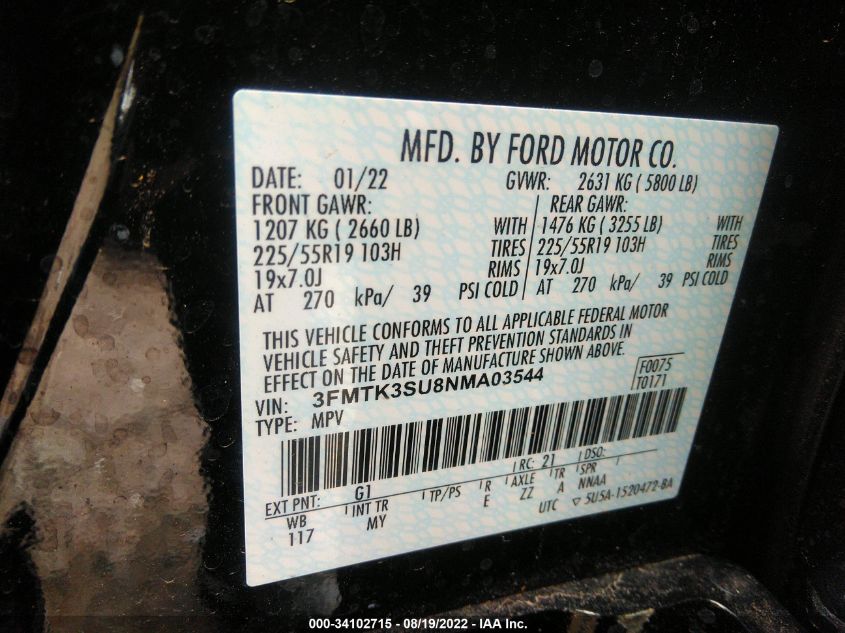 MFD. BY FORD MOTOR CO.
DATE: 01/22 GVWR: 2631 KG ( 5800 LB)
FRONT GAWR: REAR GAWR:
1207 KG ( 2660 LB) WITH 1476 KG ( 3255 LB) WITH
225/55R19 103H TIRES 225/55R19 103H TIRES
19x7.0J RIMS 19x7.0J RIMS
AT 270 kPa/ 39 PSI COLD AT 270 kPa/ 39 PSI COLD
THIS VEHICLE CONFORMS TO ALL APPLICABLE FEDERAL MOTOR
VEHICLE SAFETY AND THEFT PREVENTION STANDARDS IN
EFFECT ON THE DATE OF MANUFACTURE SHOWN ABOVE.
VIN: 3FMTK3SU8NMA03544 F0075
TYPE: MPV T0171
EXT PNT: G1 RC: 21 DSO:
WB INT TR TP/PS R AXLE TR SPR
117 MY E ZZ A NNAA
UTC ▽ 5U5A-1520472-BA
000-34102715 - 08/19/2022 - IAA Inc.